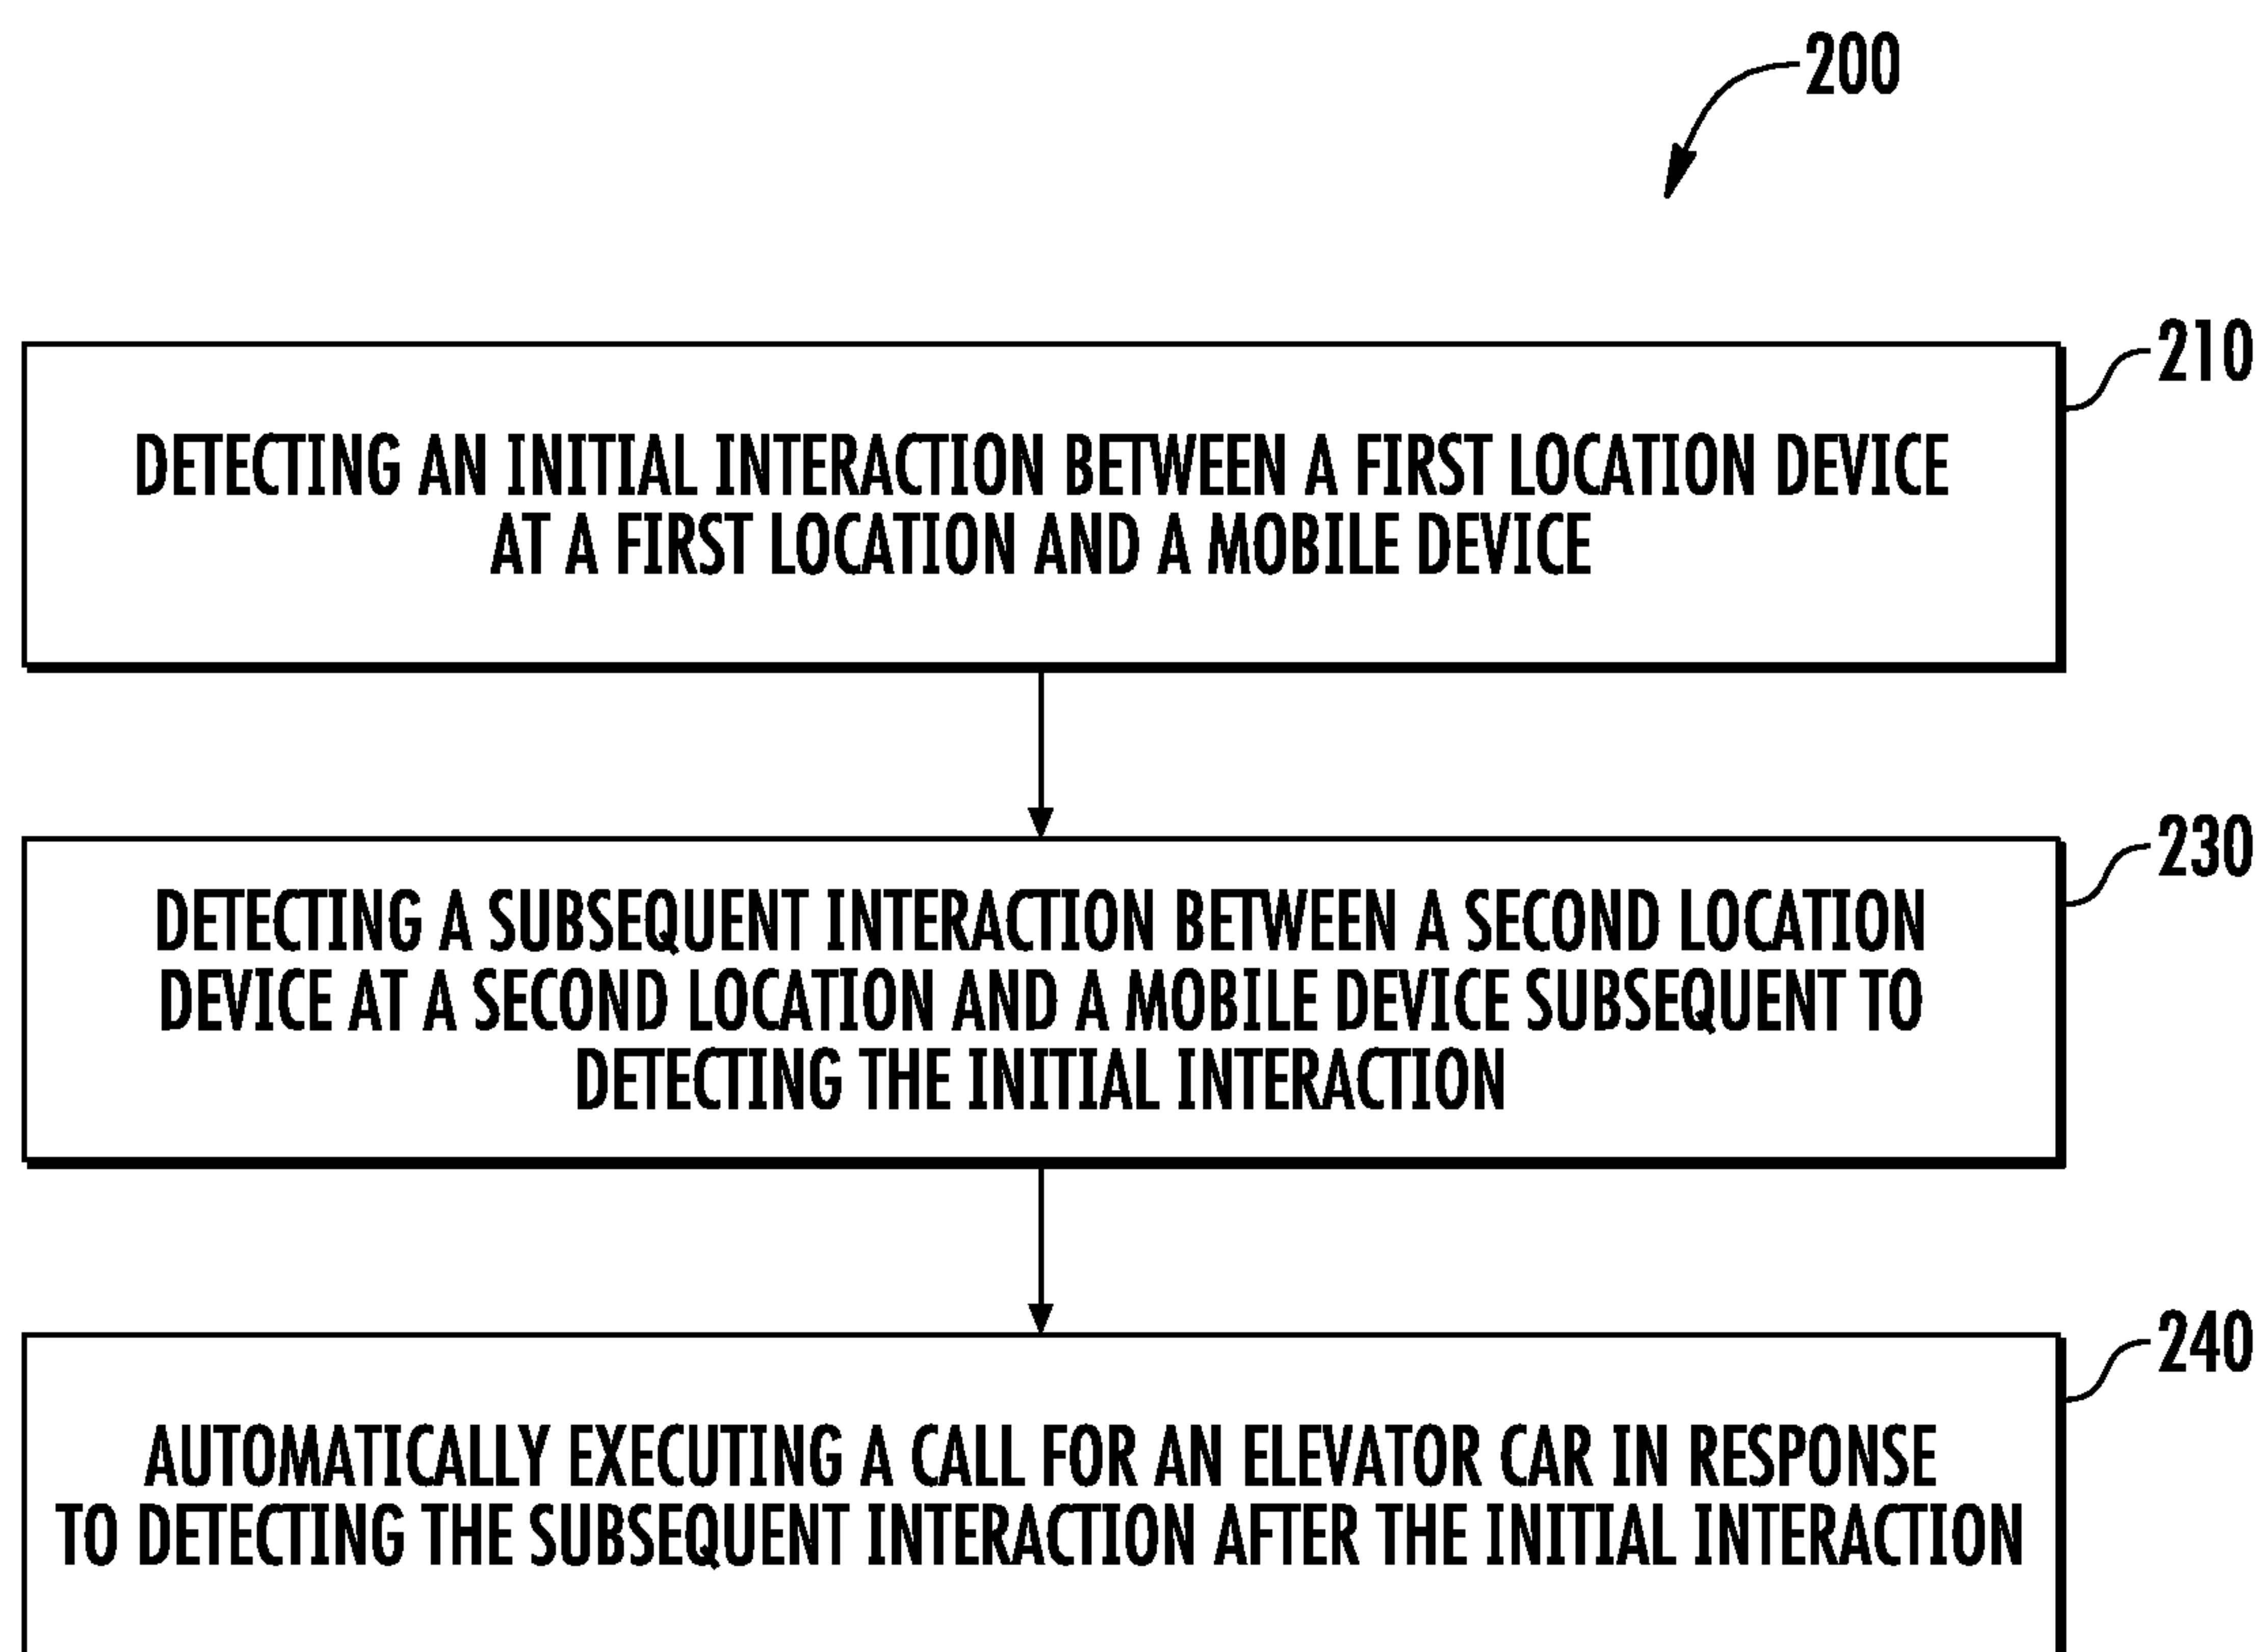 200
210
DETECTING AN INITIAL INTERACTION BETWEEN A FIRST LOCATION DEVICE
AT A FIRST LOCATION AND A MOBILE DEVICE
230
DETECTING A SUBSEQUENT INTERACTION BETWEEN A SECOND LOCATION
DEVICE AT A SECOND LOCATION AND A MOBILE DEVICE SUBSEQUENT TO
DETECTING THE INITIAL INTERACTION
240
AUTOMATICALLY EXECUTING A CALL FOR AN ELEVATOR CAR IN RESPONSE
TO DETECTING THE SUBSEQUENT INTERACTION AFTER THE INITIAL INTERACTION